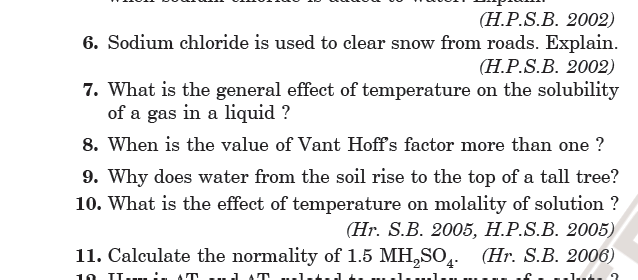 (H.P.S.B. 2002)
6. Sodium chloride is used to clear snow from roads. Explain.
(H.P.S.B. 2002)
7. What is the general effect of temperature on the solubility
of a gas in a liquid ?
8. When is the value of Vant Hoff's factor more than one ?
9. Why does water from the soil rise to the top of a tall tree?
10. What is the effect of temperature on molality of solution ?
(Hr. S.B. 2005, H.P.S.B. 2005)
11. Calculate the normality of 1.5 MH₂SO₄. (Hr. S.B. 2006)